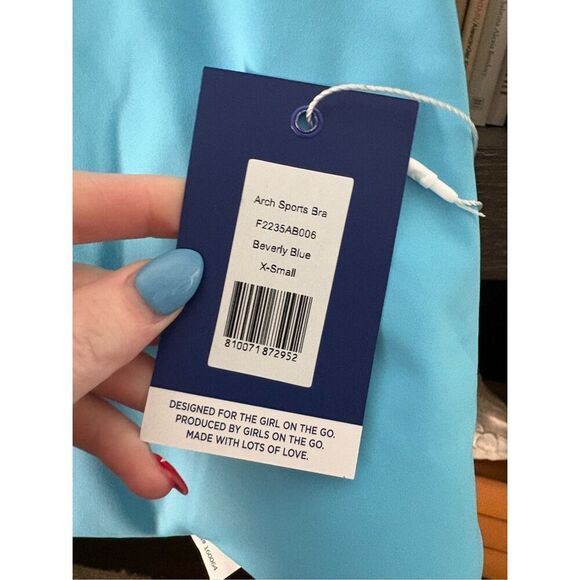 Arch Sports Bra
F2235AB006
Beverly Blue
X-Small
810071 872952
DESIGNED FOR THE GIRL ON THE GO.
PRODUCED BY GIRLS ON THE GO.
MADE WITH LOTS OF LOVE.